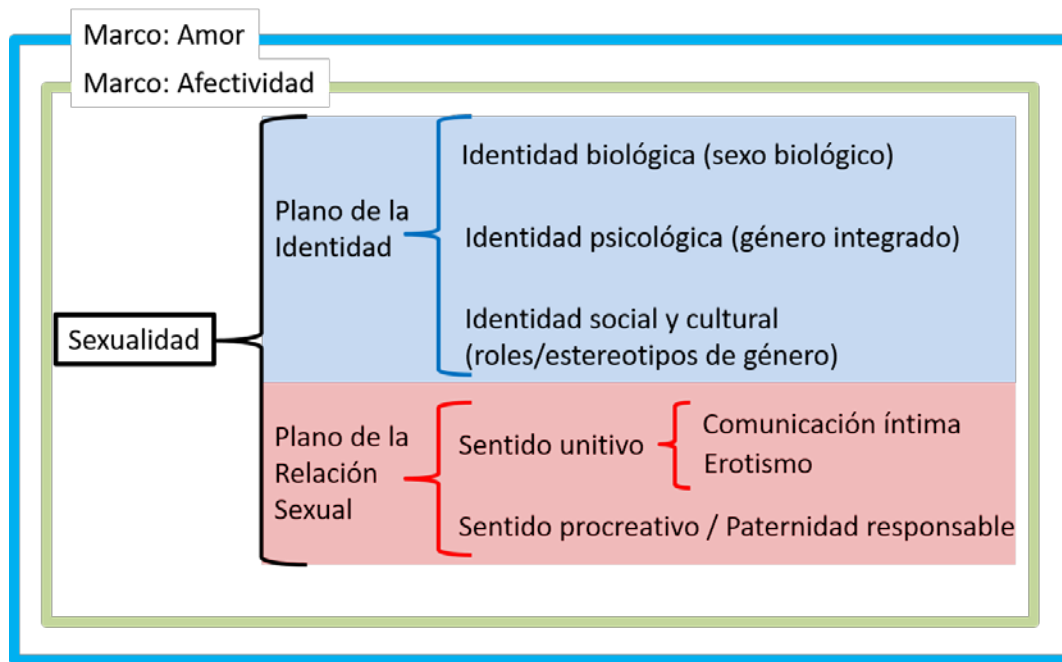 Marco: Amor
Marco: Afectividad
Sexualidad
Plano de la
Identidad
Identidad biológica (sexo biológico)
Identidad psicológica (género integrado)
Identidad social y cultural
(roles/estereotipos de género)
Plano de la
Relación
Sexual
Sentido unitivo
Comunicación íntima
Erotismo
Sentido procreativo / Paternidad responsable